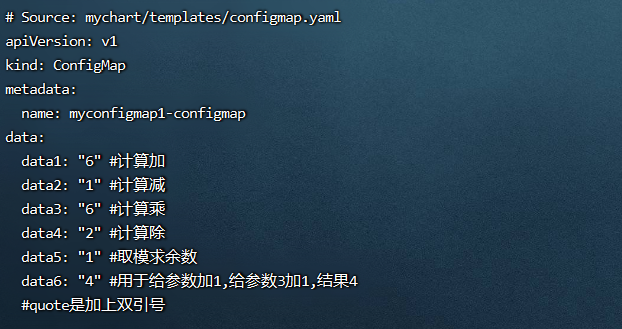 # Source: mychart/templates/configmap.yaml
apiVersion: v1
kind: ConfigMap
metadata:
  name: myconfigmap1-configmap
data:
  data1: "6" #计算加
  data2: "1" #计算减
  data3: "6" #计算乘
  data4: "2" #计算除
  data5: "1" #取模求余数
  data6: "4" #用于给参数加1,给参数3加1,结果4
  #quote是加上双引号